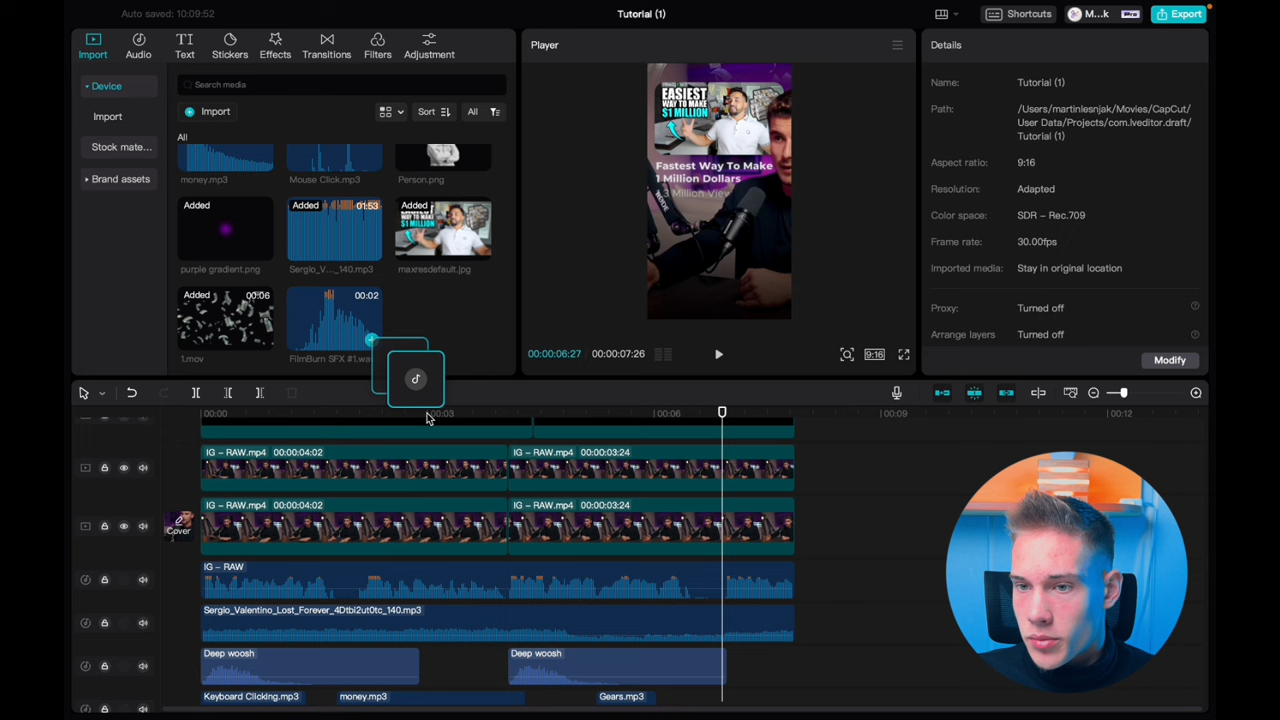 Auto saved: 10:09:52
Tutorial (1)
Shortcuts
M...k
Pro
Export
Import
Audio
Text
Stickers
Effects
Transitions
Filters
Adjustment
Device
Import
Stock mate...
Brand assets
Search media
Import
Sort
All
All
money.mp3
Mouse Click.mp3
Person.png
Added
Added
01:53
Added
purple gradient.png
Sergio_V..._140.mp3
maxresdefault.jpg
Added
00:06
00:02
1.mov
FilmBurn SFX #1.wa
Player
EASIEST
WAY TO MAKE
$1 MILLION
Fastest Way To Make
1 Million Dollars
3 Million View
00:00:06:27
00:00:07:26
9:16
Details
Name:
Tutorial (1)
Path:
/Users/martinlesnjak/Movies/CapCut/
User Data/Projects/com.lveditor.draft/
Tutorial (1)
Aspect ratio:
9:16
Resolution:
Adapted
Color space:
SDR – Rec.709
Frame rate:
30.00fps
Imported media:
Stay in original location
Proxy:
Turned off
Arrange layers
Turned off
Modify
00:00
00:03
00:06
00:09
00:12
IG – RAW.mp4 00:00:04:02
IG – RAW.mp4 00:00:03:24
IG – RAW.mp4 00:00:04:02
IG – RAW.mp4 00:00:03:24
Cover
IG – RAW
Sergio_Valentino_Lost_Forever_4Dtbi2ut0tc_140.mp3
Deep woosh
Deep woosh
Keyboard Clicking.mp3
money.mp3
Gears.mp3